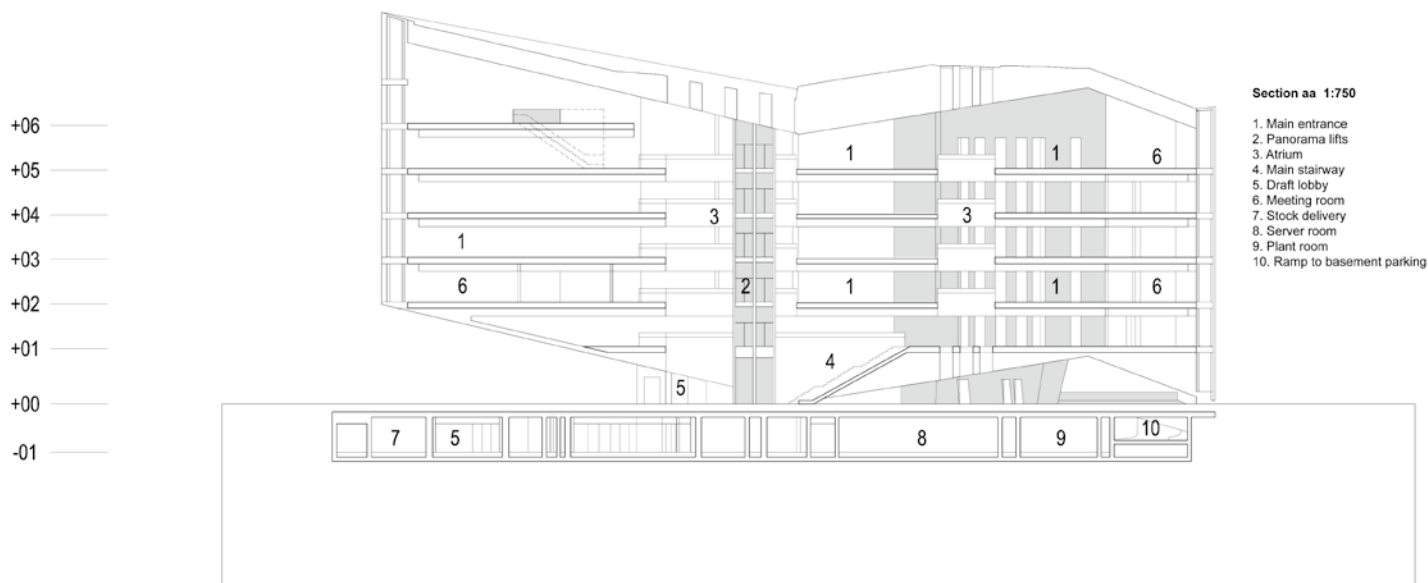 Section aa 1:750
1. Main entrance
2. Panorama lifts
3. Atrium
4. Main stairway
5. Draft lobby
6. Meeting room
7. Stock delivery
8. Server room
9. Plant room
10. Ramp to basement parking
+06
+05
+04
+03
+02
+01
+00
-01
1 1 6
3 3
1
6 2 1 1 6
4
5
7 5 8 9 10